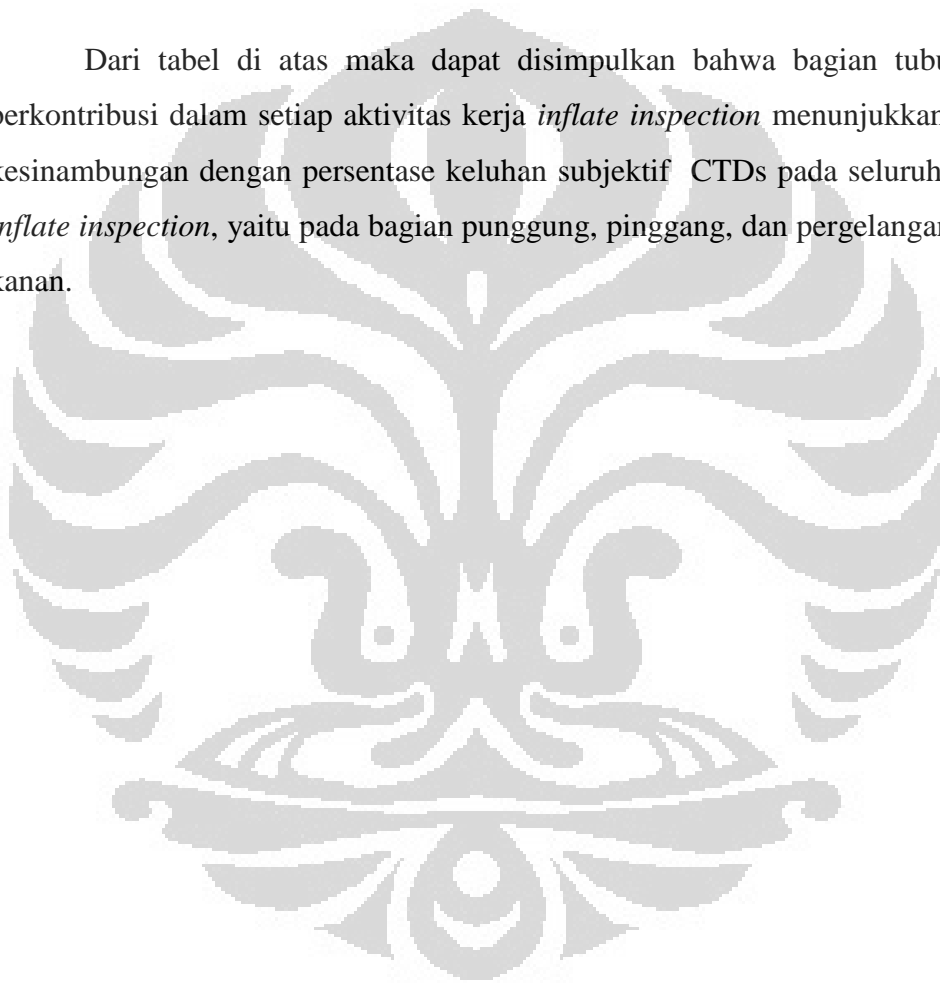 Dari tabel di atas maka dapat disimpulkan bahwa bagian tubu
berkontribusi dalam setiap aktivitas kerja inflate inspection menunjukkan
kesinambungan dengan persentase keluhan subjektif CTDs pada seluruh
inflate inspection, yaitu pada bagian punggung, pinggang, dan pergelangan
kanan.